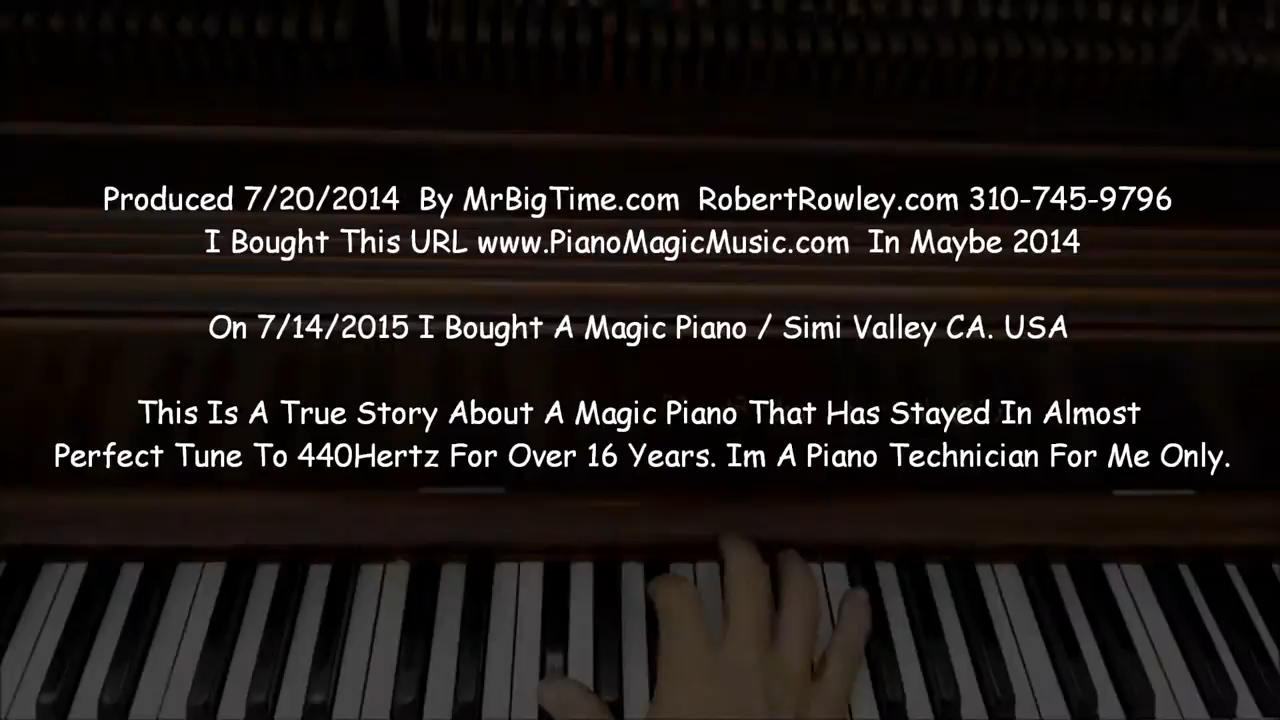 Produced 7/20/2014 By MrBigTime.com RobertRowley.com 310-745-9796
I Bought This URL www.PianoMagicMusic.com In Maybe 2014
On 7/14/2015 I Bought A Magic Piano / Simi Valley CA. USA
This Is A True Story About A Magic Piano That Has Stayed In Almost
Perfect Tune To 440Hertz For Over 16 Years. Im A Piano Technician For Me Only.